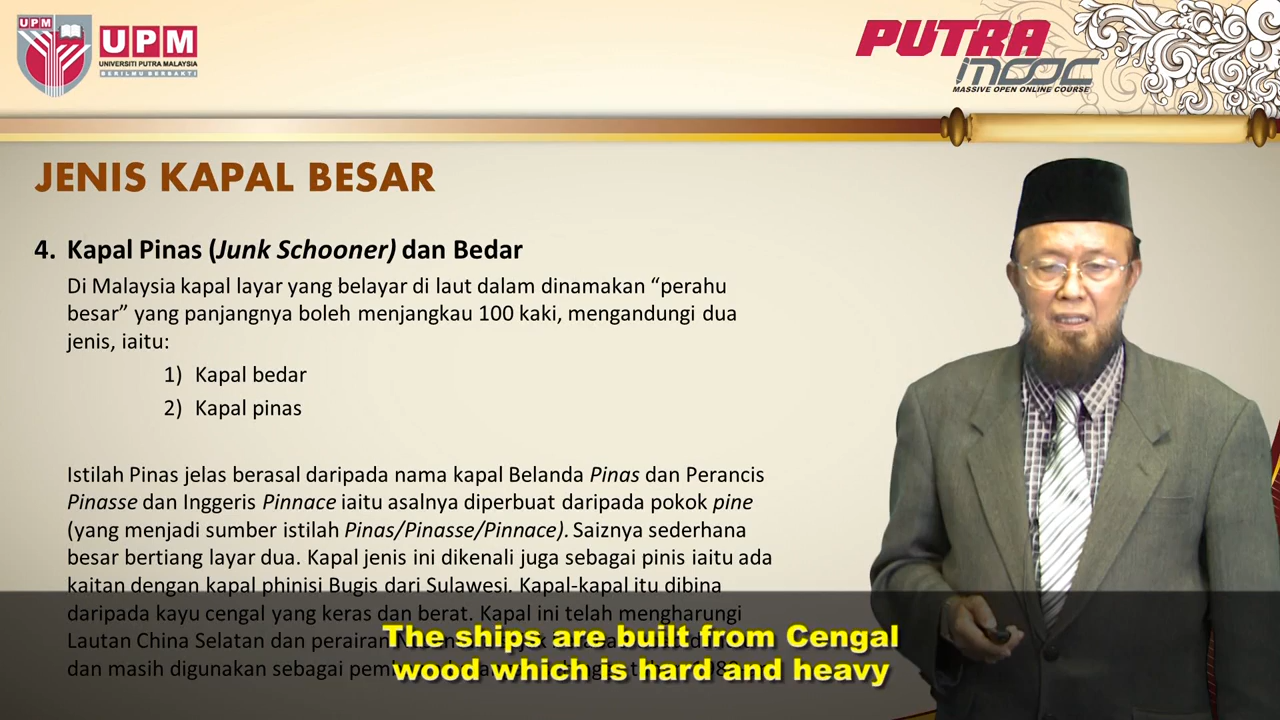 UPM
UPM
UNIVERSITI PUTRA MALAYSIA
BERILMU BERBAKTI
PUTRA
mooc
MASSIVE OPEN ONLINE COURSE
JENIS KAPAL BESAR
4. Kapal Pinas (Junk Schooner) dan Bedar
Di Malaysia kapal layar yang belayar di laut dalam dinamakan “perahu
besar” yang panjangnya boleh menjangkau 100 kaki, mengandungi dua
jenis, iaitu:
1) Kapal bedar
2) Kapal pinas
Istilah Pinas jelas berasal daripada nama kapal Belanda Pinas dan Perancis
Pinasse dan Inggeris Pinnace iaitu asalnya diperbuat daripada pokok pine
(yang menjadi sumber istilah Pinas/Pinasse/Pinnace). Saiznya sederhana
besar bertiang layar dua. Kapal jenis ini dikenali juga sebagai pinis iaitu ada
kaitan dengan kapal phinisi Bugis dari Sulawesi. Kapal-kapal itu dibina
daripada kayu cengal yang keras dan berat. Kapal ini telah mengharungi
Lautan China Selatan dan perairan
dan masih digunakan sebagai
The ships are built from Cengal
wood which is hard and heavy